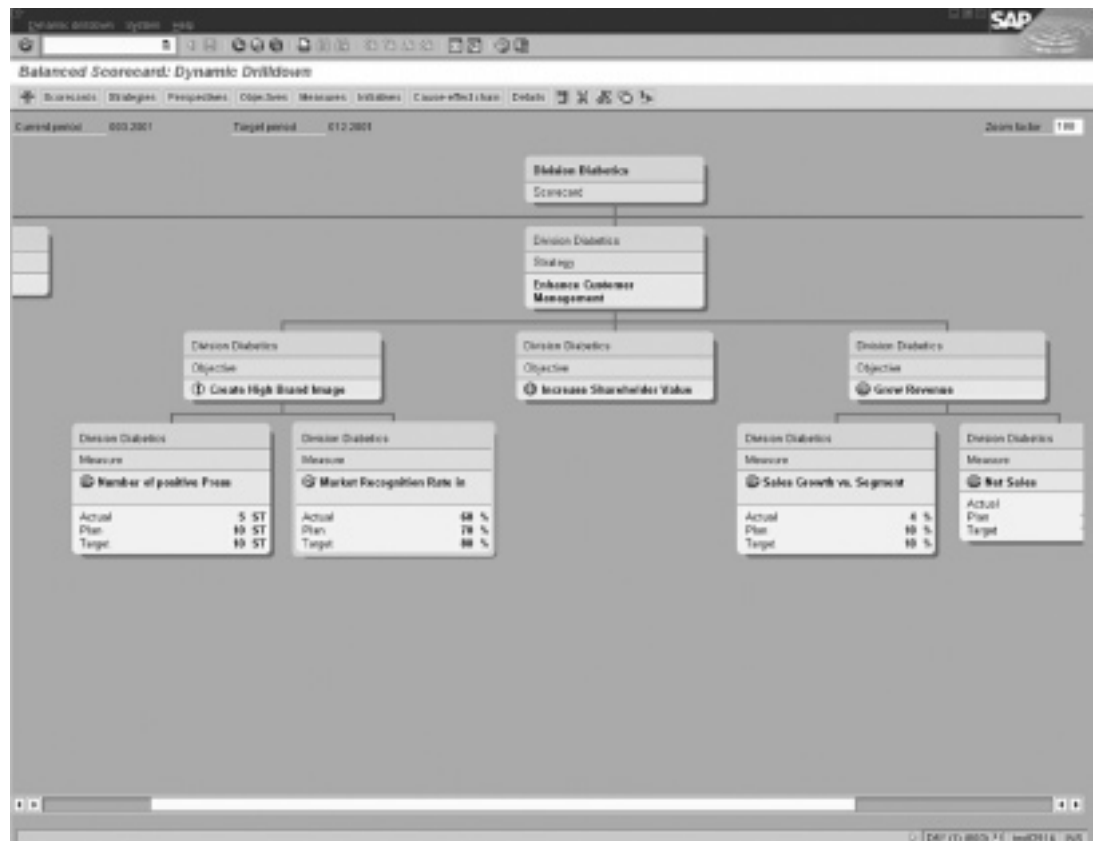 Dynamic drilldown System Help
SAP
Balanced Scorecard: Dynamic Drilldown
Scorecards Strategies Perspectives Objectives Measures Initiatives Cause-effect chain Details
Current period 003.2001 Target period 012.2001 Zoom factor 100
Division Diabetics
Scorecard
Division Diabetics
Strategy
Enhance Customer
Management
Division Diabetics
Objective
Create High Brand Image
Division Diabetics
Objective
Increase Shareholder Value
Division Diabetics
Objective
Grow Revenue
Division Diabetics
Measure
Number of positive Press
Actual 5 ST
Plan 10 ST
Target 10 ST
Division Diabetics
Measure
Market Recognition Rate in
Actual 60 %
Plan 70 %
Target 80 %
Division Diabetics
Measure
Sales Growth vs. Segment
Actual 4 %
Plan 10 %
Target 10 %
Division Diabetics
Measure
Net Sales
Actual
Plan
Target
INS